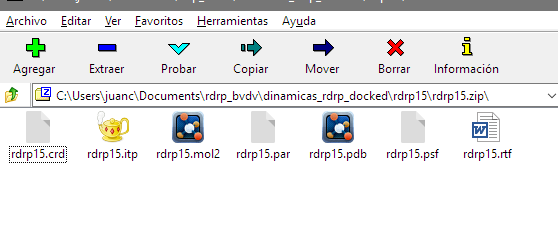 Archivo Editar Ver Favoritos Herramientas Ayuda
Agregar Extraer Probar Copiar Mover Borrar Información
C:\Users\juanc\Documents\rdrp_bvdv\dinamicas_rdrp_docked\rdrp15\rdrp15.zip\
rdrp15.crd rdrp15.itp rdrp15.mol2 rdrp15.par rdrp15.pdb rdrp15.psf rdrp15.rtf